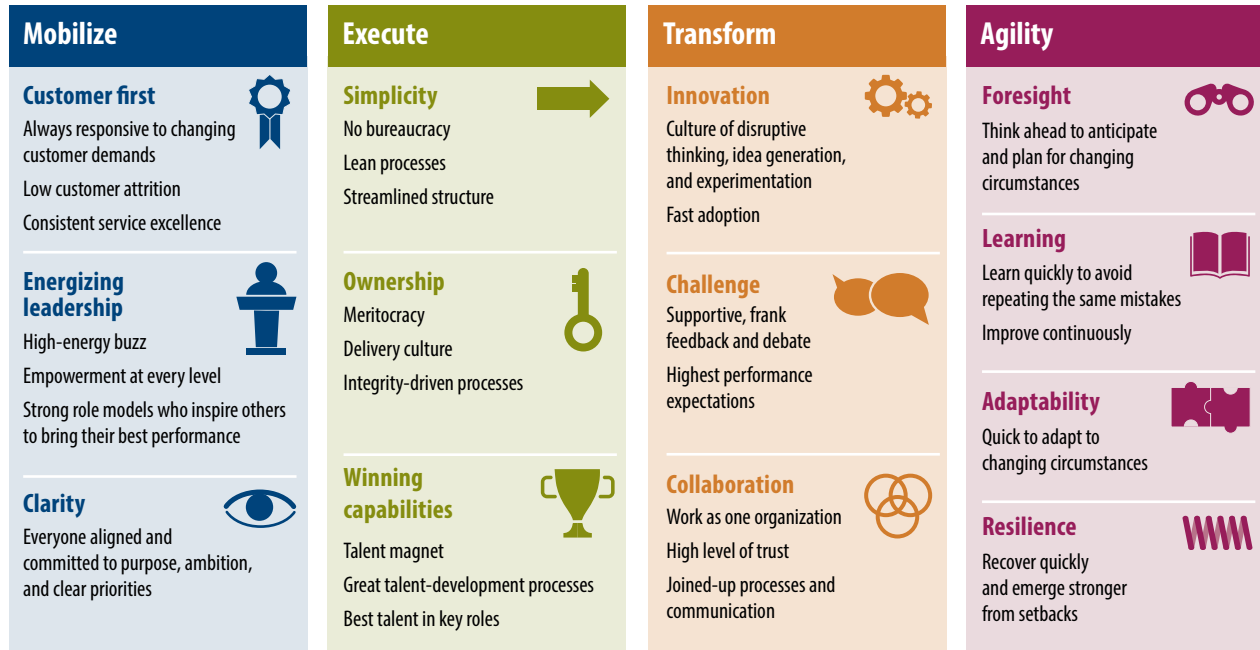 Mobilize
Customer first
Always responsive to changing
customer demands
Low customer attrition
Consistent service excellence
Energizing
leadership
High-energy buzz
Empowerment at every level
Strong role models who inspire others
to bring their best performance
Clarity
Everyone aligned and
committed to purpose, ambition,
and clear priorities
Execute
Simplicity
No bureaucracy
Lean processes
Streamlined structure
Ownership
Meritocracy
Delivery culture
Integrity-driven processes
Winning
capabilities
Talent magnet
Great talent-development processes
Best talent in key roles
Transform
Innovation
Culture of disruptive
thinking, idea generation,
and experimentation
Fast adoption
Challenge
Supportive, frank
feedback and debate
Highest performance
expectations
Collaboration
Work as one organization
High level of trust
Joined-up processes and
communication
Agility
Foresight
Think ahead to anticipate
and plan for changing
circumstances
Learning
Learn quickly to avoid
repeating the same mistakes
Improve continuously
Adaptability
Quick to adapt to
changing circumstances
Resilience
Recover quickly
and emerge stronger
from setbacks